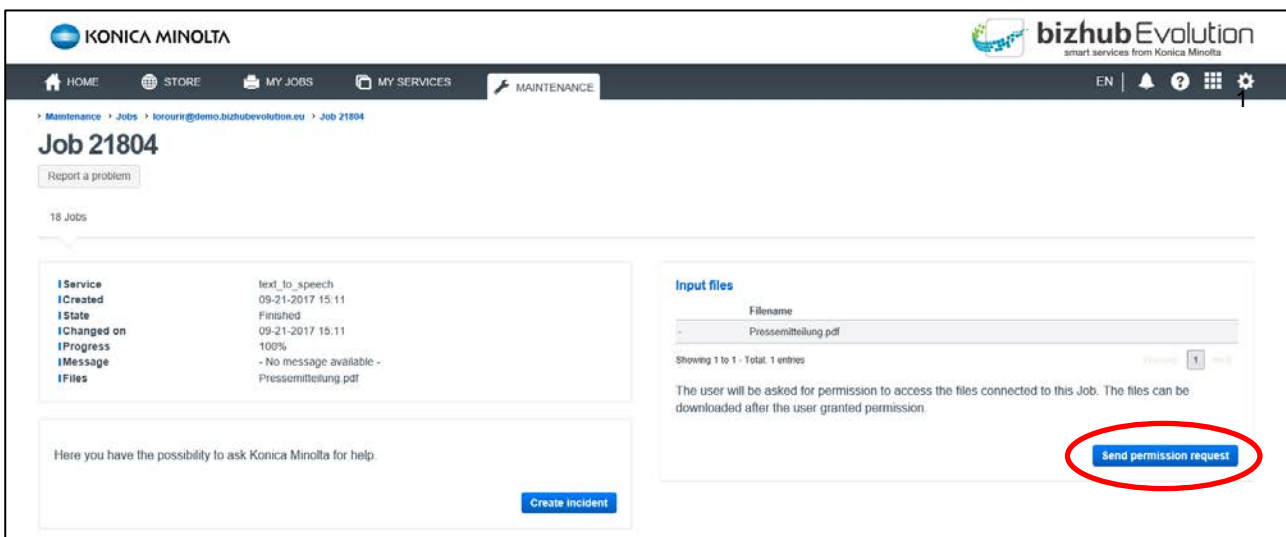 KONICA MINOLTA
bizhub Evolution
smart services from Konica Minolta
HOME STORE MY JOBS MY SERVICES MAINTENANCE EN
1
Maintenance Jobs lorourir@demo.bizhubevolution.eu Job 21804
Job 21804
Report a problem
18 Jobs
Service text_to_speech
Created 09-21-2017 15:11
State Finished
Changed on 09-21-2017 15:11
Progress 100%
Message - No message available -
Files Pressemitteilung.pdf
Here you have the possibility to ask Konica Minolta for help.
Create incident
Input files
Filename
- Pressemitteilung.pdf
Showing 1 to 1 - Total: 1 entries 1
The user will be asked for permission to access the files connected to this Job. The files can be
downloaded after the user granted permission.
Send permission request